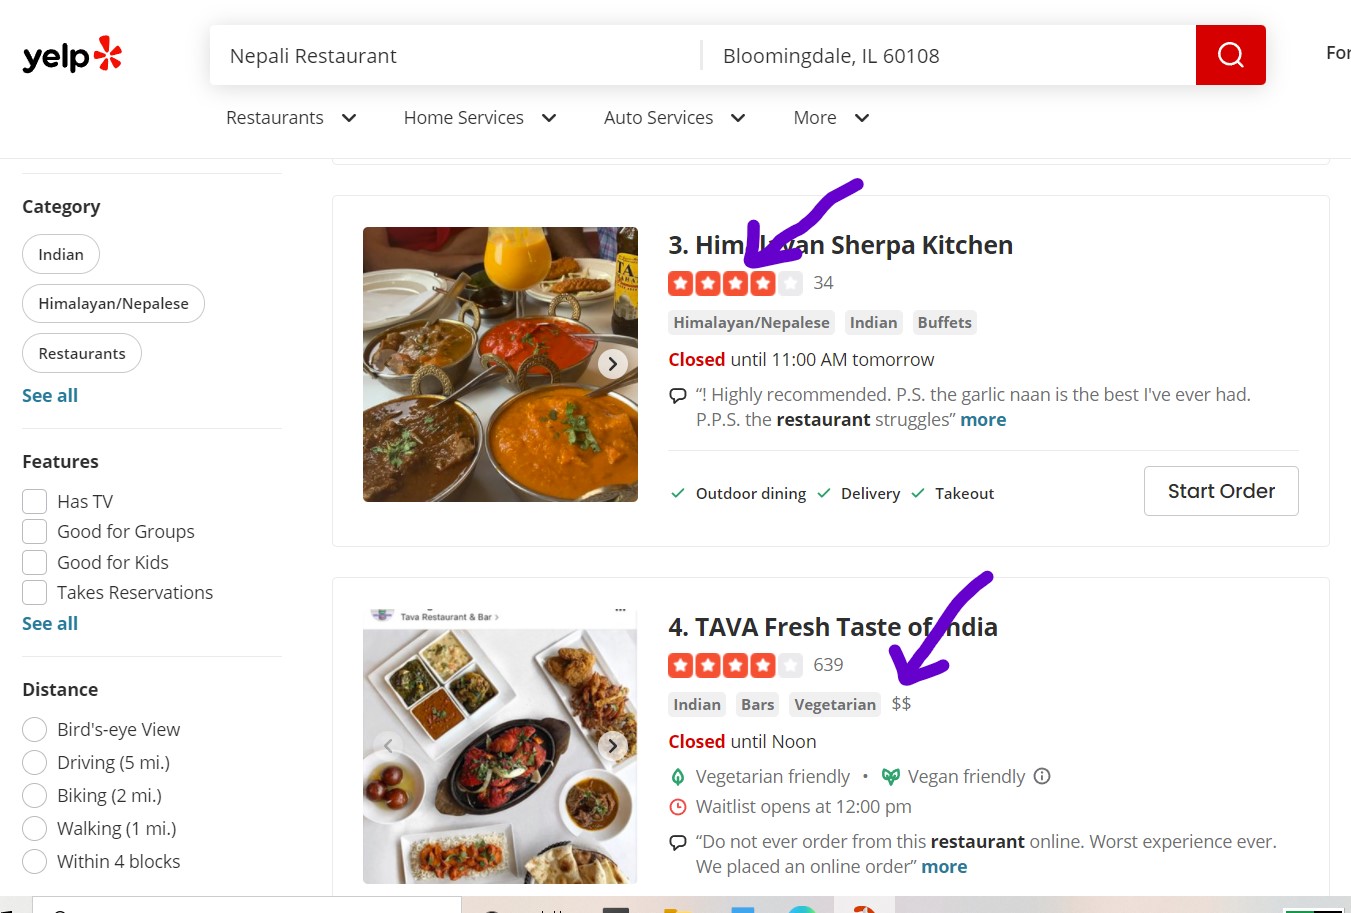 yelp
Nepali Restaurant
Bloomingdale, IL 60108
For
Restaurants
Home Services
Auto Services
More
Category
Indian
Himalayan/Nepalese
Restaurants
See all
Features
Has TV
Good for Groups
Good for Kids
Takes Reservations
See all
Distance
Bird's-eye View
Driving (5 mi.)
Biking (2 mi.)
Walking (1 mi.)
Within 4 blocks
3. Himalayan Sherpa Kitchen
34
Himalayan/Nepalese Indian Buffets
Closed until 11:00 AM tomorrow
“! Highly recommended. P.S. the garlic naan is the best I've ever had.
P.P.S. the restaurant struggles” more
Outdoor dining Delivery Takeout
Start Order
Tava Restaurant & Bar
4. TAVA Fresh Taste of India
639
Indian Bars Vegetarian $$
Closed until Noon
Vegetarian friendly • Vegan friendly
Waitlist opens at 12:00 pm
“Do not ever order from this restaurant online. Worst experience ever.
We placed an online order” more